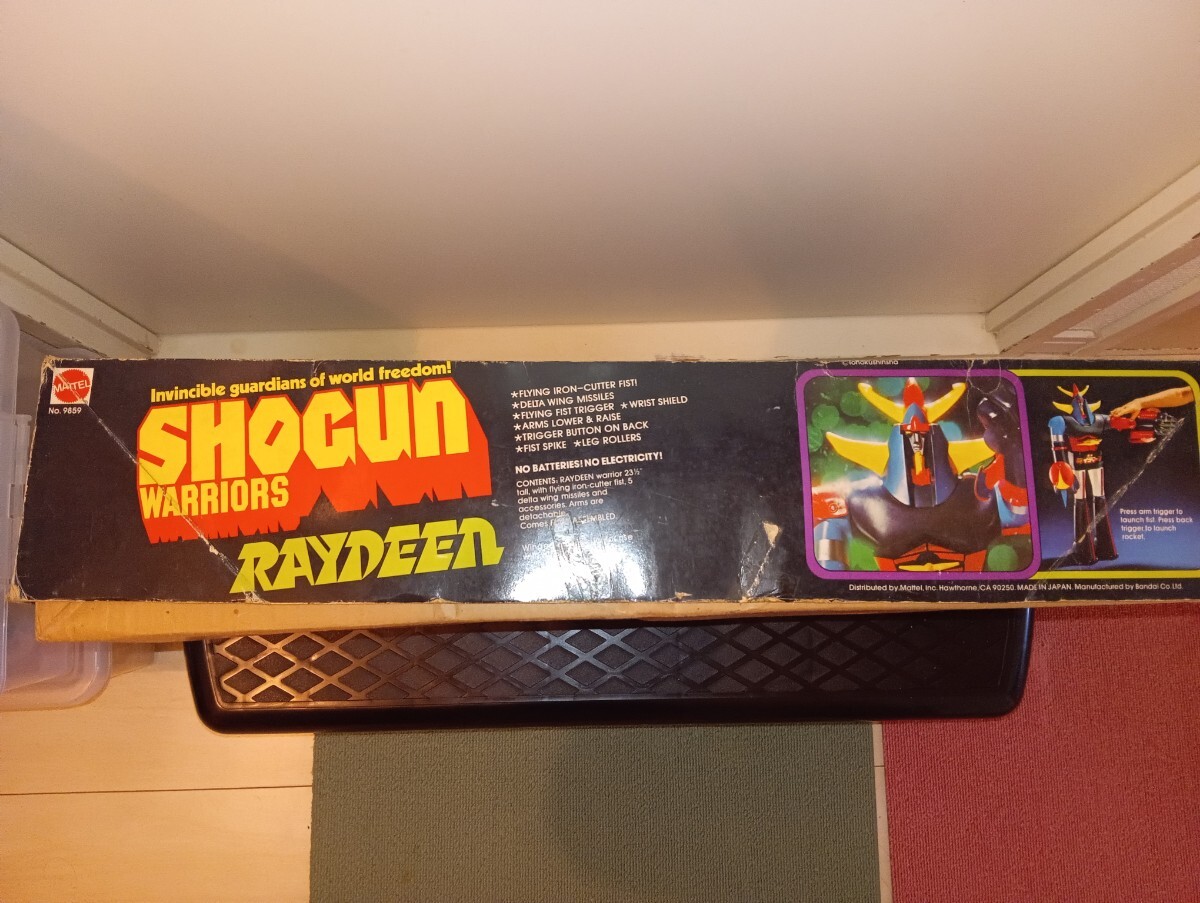 MATTEL
No. 9859
Invincible guardians of world freedom!
SHOGUN
WARRIORS
RAYDEEN
★FLYING IRON-CUTTER FIST!
★DELTA WING MISSILES
★FLYING FIST TRIGGER ★WRIST SHIELD
★ARMS LOWER & RAISE
★TRIGGER BUTTON ON BACK
★FIST SPIKE ★LEG ROLLERS
NO BATTERIES! NO ELECTRICITY!
CONTENTS: RAYDEEN warrior 23½"
tall, with flying iron-cutter fist, 5
delta wing missiles and
accessories. Arms are
detachable.
Comes ASSEMBLED
©Tohokushinsha
Press arm trigger to
launch fist. Press back
trigger to launch
rocket.
Distributed by Mattel, Inc. Hawthorne, CA 90250. MADE IN JAPAN. Manufactured by Bandai Co. Ltd.